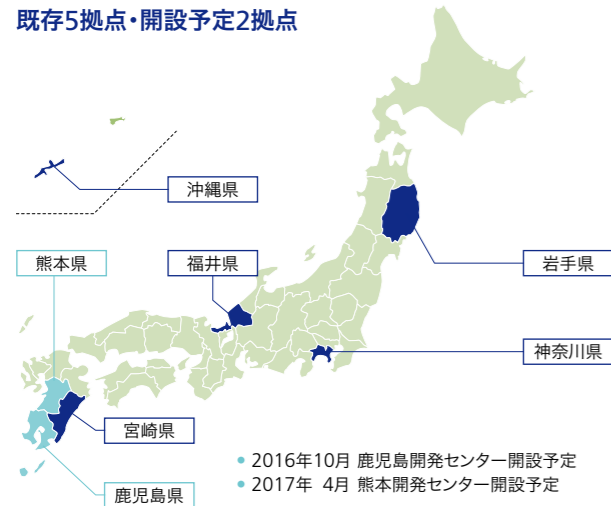 既存5拠点・開設予定2拠点
沖縄県
熊本県
福井県
岩手県
神奈川県
宮崎県
鹿児島県
• 2016年10月 鹿児島開発センター開設予定
• 2017年 4月 熊本開発センター開設予定